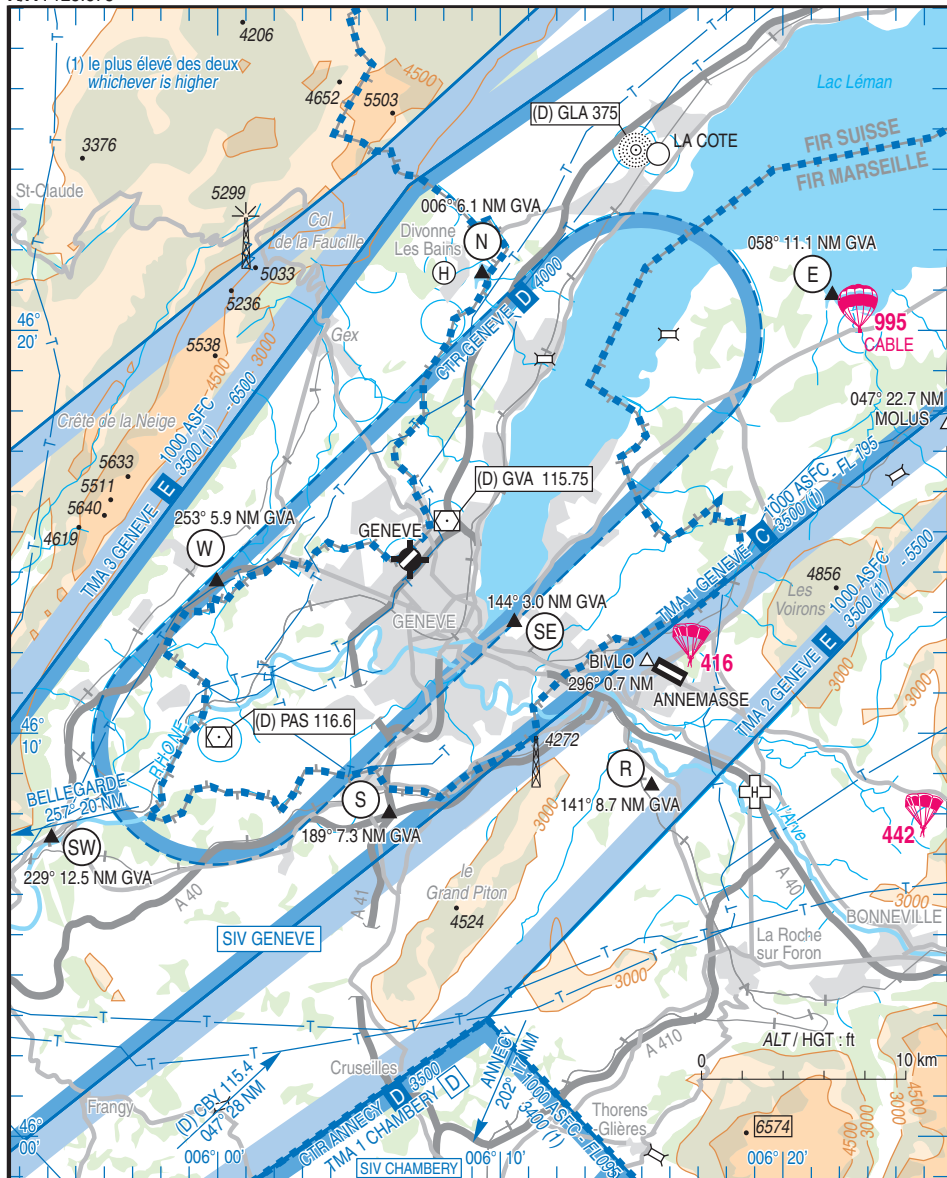 4206
(1) le plus élevé des deux
whichever is higher
4500
4652
5503
Lac Léman
(D) GLA 375
LA COTE
3376
FIR SUISSE
FIR MARSEILLE
St-Claude
5299
006° 6.1 NM GVA
Col
de la Faucille
Divonne
Les Bains
N
H
058° 11.1 NM GVA
E
5033
5236
CTR GENEVE D 4000
995
CABLE
46°
20'
5538
3000
4500
Gex
047° 22.7 NM
MOLUS
Crête de la Neige
TMA 3 GENEVE E 1000 ASFC - 6500
3500 (1)
5633
5511
5640
4619
(D) GVA 115.75
253° 5.9 NM GVA
W
GENEVE
TMA 1 GENEVE C 1000 ASFC - FL 195
3500 (1)
4856
Les
Voirons
1000 ASFC - 5500
3500 (1)
TMA 2 GENEVE E
3000
3000
GENEVE
144° 3.0 NM GVA
SE
BIVLO
296° 0.7 NM
416
ANNEMASSE
46°
10'
RHONE
(D) PAS 116.6
4272
R
141° 8.7 NM GVA
H
l'Arve
BELLEGARDE
257° 20 NM
S
189° 7.3 NM GVA
3000
442
SW
229° 12.5 NM GVA
A 40
A 41
le
Grand Piton
4524
A 40
3000
BONNEVILLE
SIV GENEVE
La Roche
sur Foron
3000
ALT / HGT : ft
0 10 km
Cruseilles
A 410
ANNECY
202° 17 NM
1000 ASFC - FL095
3400 (1)
(D) CBY 115.4
047° 28 NM
CTR ANNECY D 3500
TMA 1 CHAMBERY D
Frangy
Thorens
-Glières
6574
4500
3000
4500
3000
4500
46°
00'
006° 00'
SIV CHAMBERY
006° 10'
006° 20'